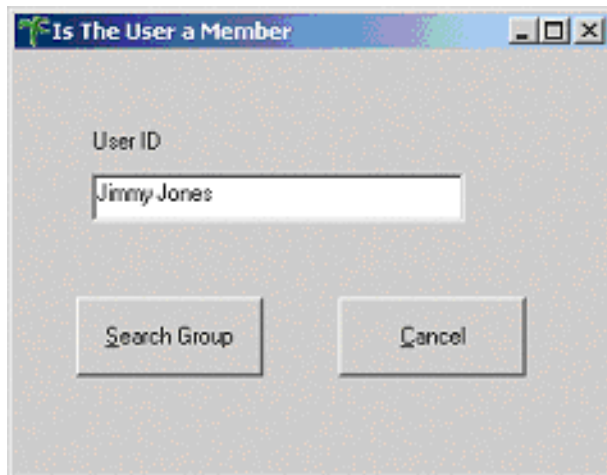 Is The User a Member
User ID
Jimmy Jones
Search Group
Cancel